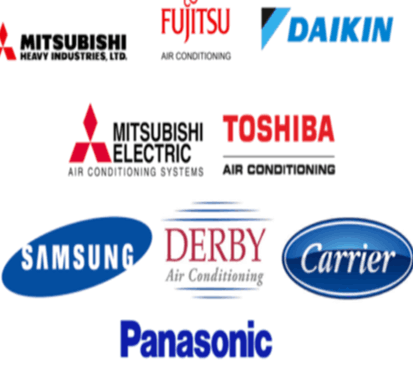 MITSUBISHI
HEAVY INDUSTRIES, LTD.
FUJITSU
AIR CONDITIONING
DAIKIN
MITSUBISHI
ELECTRIC
AIR CONDITIONING SYSTEMS
TOSHIBA
AIR CONDITIONING
SAMSUNG
DERBY
Air Conditioning
Carrier
Panasonic